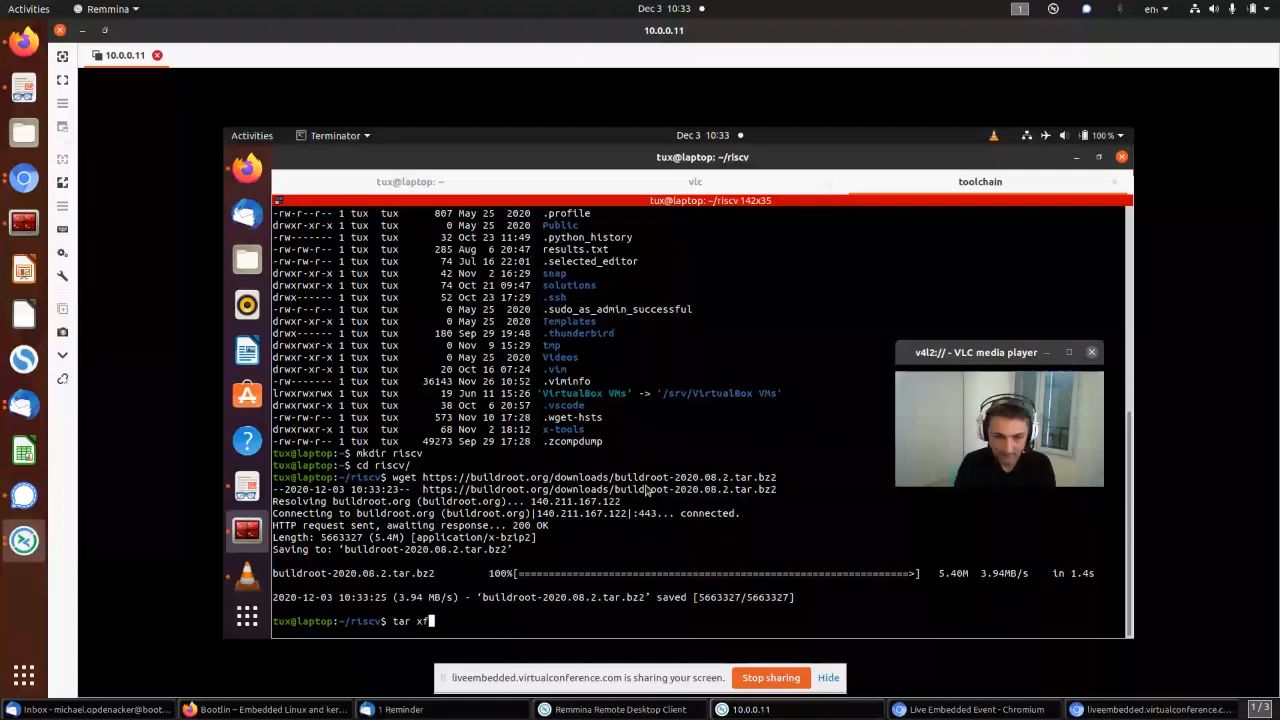 Activities
Remmina
Dec 3 10:33
1
en
10.0.0.11
10.0.0.11
Activities
Terminator
Dec 3 10:33
100 %
tux@laptop: ~/riscv
tux@laptop: ~
vlc
toolchain
tux@laptop: ~/riscv 142x35
-rw-r--r-- 1 tux tux 807 May 25 2020 .profile
drwxr-xr-x 1 tux tux 0 May 25 2020 Public
-rw------- 1 tux tux 32 Oct 23 11:49 .python_history
-rw-r--r-- 1 tux tux 285 Aug 6 20:47 results.txt
-rw-r--r-- 1 tux tux 74 Jul 16 22:01 .selected_editor
drwxr-xr-x 1 tux tux 42 Nov 2 16:29 snap
drwxr-xr-x 1 tux tux 74 Oct 21 09:47 solutions
drwx------ 1 tux tux 52 Oct 23 17:29 .ssh
-rw-r--r-- 1 tux tux 0 May 25 2020 .sudo_as_admin_successful
drwxr-xr-x 1 tux tux 0 May 25 2020 Templates
drwxr-xr-x 1 tux tux 180 Sep 29 19:48 .thunderbird
drwxr-xr-x 1 tux tux 0 Nov 9 15:29 tmp
drwxr-xr-x 1 tux tux 0 May 25 2020 Videos
drwxr-xr-x 1 tux tux 20 Oct 16 07:24 .vim
-rw------- 1 tux tux 36143 Nov 26 10:52 .viminfo
lrwxrwxrwx 1 tux tux 19 Jun 11 15:26 'VirtualBox VMs' -> '/srv/VirtualBox VMs'
drwxr-xr-x 1 tux tux 38 Oct 6 20:57 .vscode
-rw-r--r-- 1 tux tux 573 Nov 10 17:28 .wget-hsts
drwxr-xr-x 1 tux tux 68 Nov 2 18:12 x-tools
-rw-rw-r-- 1 tux tux 49273 Sep 29 17:28 .zcompdump
tux@laptop:~$ mkdir riscv
tux@laptop:~$ cd riscv/
tux@laptop:~/riscv$ wget https://buildroot.org/downloads/buildroot-2020.08.2.tar.bz2
--2020-12-03 10:33:23-- https://buildroot.org/downloads/buildroot-2020.08.2.tar.bz2
Resolving buildroot.org (buildroot.org)... 140.211.167.122
Connecting to buildroot.org (buildroot.org)|140.211.167.122|:443... connected.
HTTP request sent, awaiting response... 200 OK
Length: 5663327 (5.4M) [application/x-bzip2]
Saving to: ‘buildroot-2020.08.2.tar.bz2’
buildroot-2020.08.2.tar.bz2 100%[=================================================================>] 5.40M 3.94MB/s in 1.4s
2020-12-03 10:33:25 (3.94 MB/s) - ‘buildroot-2020.08.2.tar.bz2’ saved [5663327/5663327]
tux@laptop:~/riscv$ tar xf
v4l2:// - VLC media player
liveembedded.virtualconference.com is sharing your screen.
Stop sharing
Hide
Inbox - michael.opdenacker@boot...
Bootlin – Embedded Linux and ker...
1 Reminder
Remmina Remote Desktop Client
10.0.0.11
Live Embedded Event - Chromium
liveembedded.virtualconference.c...
1 / 3